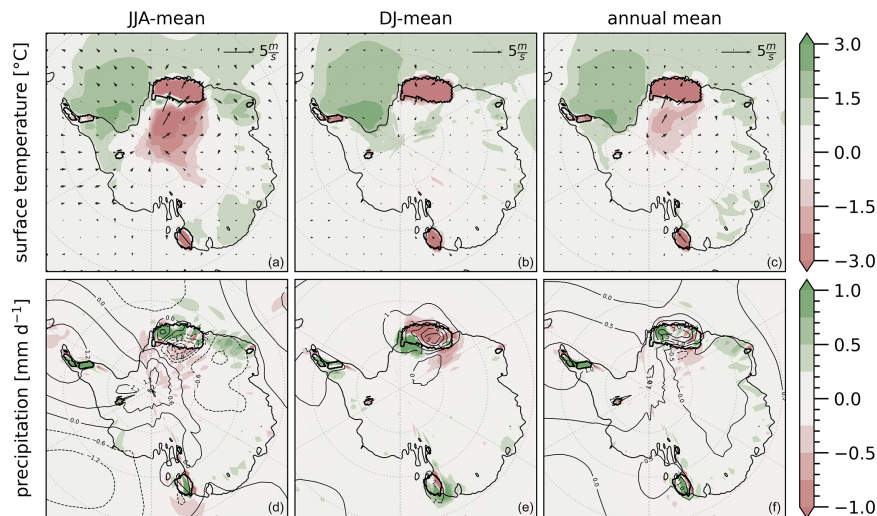 JJA-mean DJ-mean annual mean
surface temperature [°C]
5 m/s 5 m/s 5 m/s
3.0
1.5
0.0
−1.5
−3.0
(a) (b) (c)
precipitation [mm d−1]
1.0
0.5
0.0
−0.5
−1.0
(d) (e) (f)